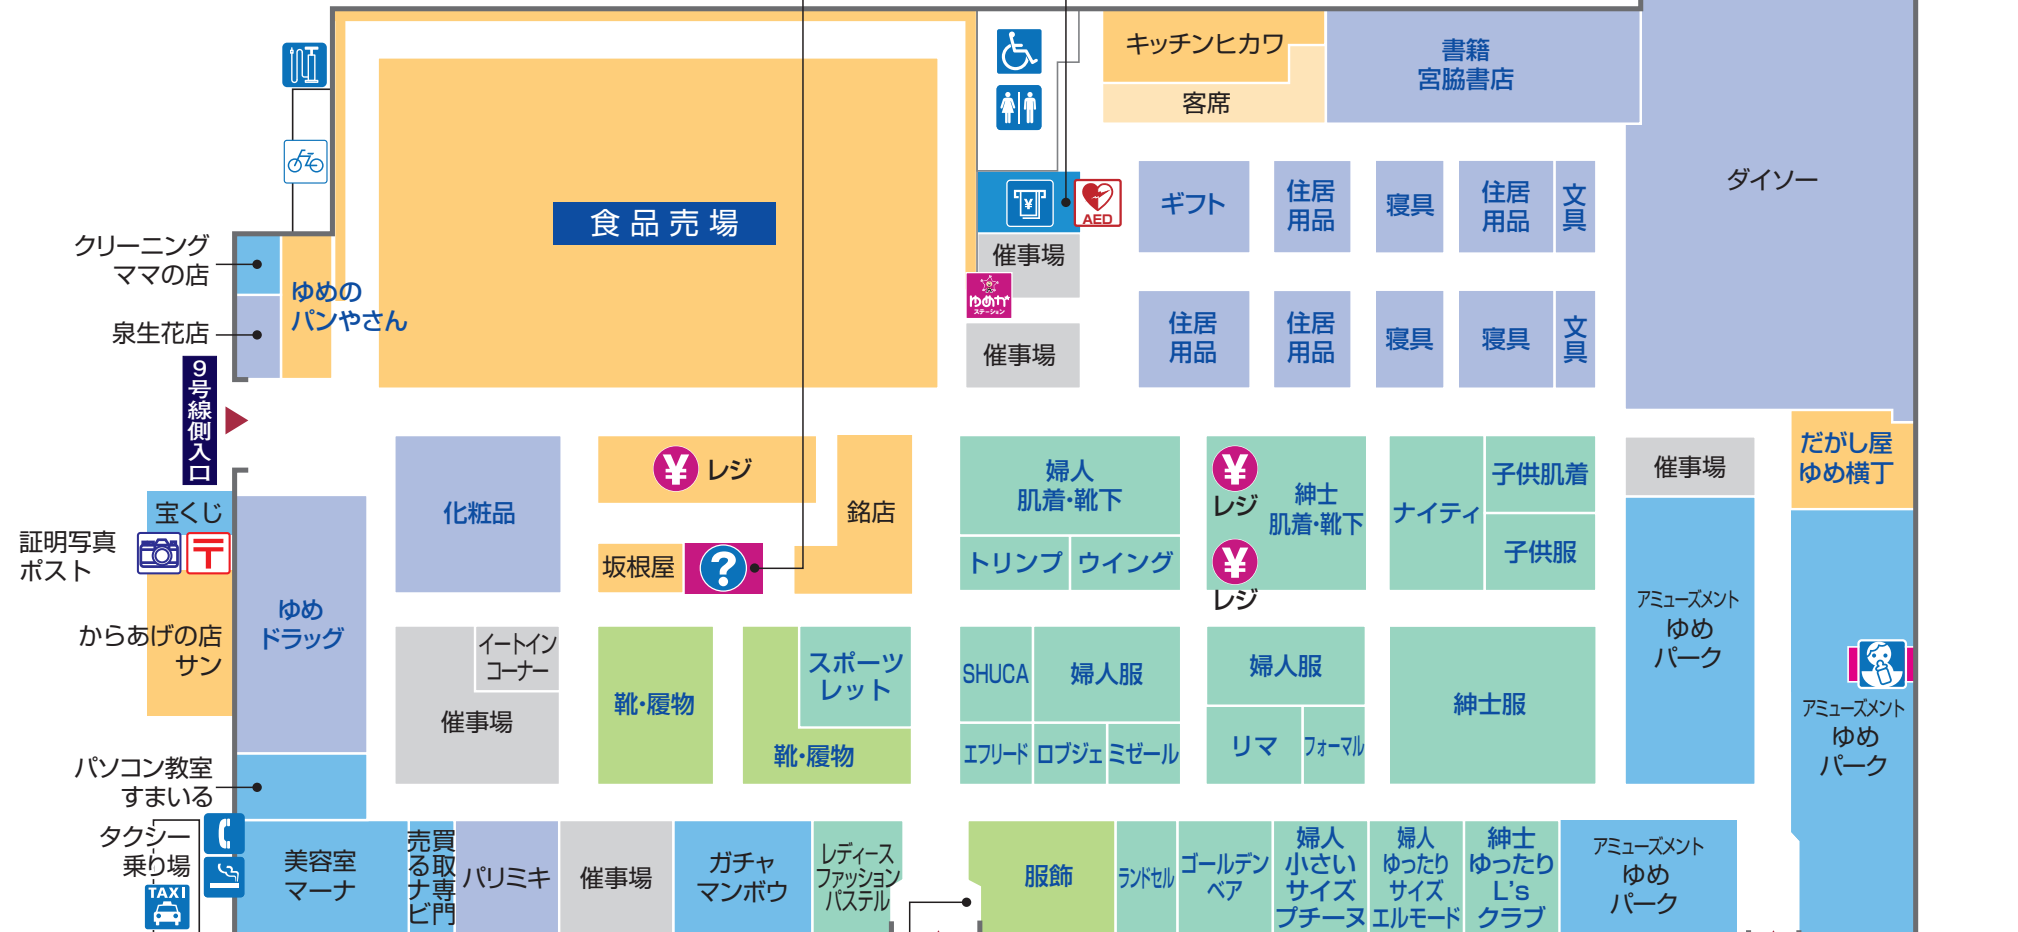 キッチンヒカワ
客席
書籍
宮脇書店
ダイソー
食品売場
AED
催事場
ゆめか
ステーション
催事場
ギフト
住居
用品
寝具
住居
用品
文具
住居
用品
住居
用品
寝具
寝具
文具
クリーニング
ママの店
泉生花店
ゆめの
パンやさん
9号線側入口
宝くじ
証明写真
ポスト
からあげの店
サン
ゆめ
ドラッグ
パソコン教室
すまいる
タクシー
乗り場
TAXI
化粧品
レジ
銘店
坂根屋
?
イートイン
コーナー
催事場
靴・履物
スポーツ
レット
靴・履物
婦人
肌着・靴下
トリンプ
ウイング
レジ
紳士
肌着・靴下
レジ
ナイティ
子供肌着
子供服
催事場
だがし屋
ゆめ横丁
アミューズメント
ゆめ
パーク
アミューズメント
ゆめ
パーク
SHUCA
婦人服
エフリード
ロブジェ
ミゼール
婦人服
リマ
フォーマル
紳士服
美容室
マーナ
買取専門
売るナビ
パリミキ
催事場
ガチャ
マンボウ
レディース
ファッション
パステル
服飾
ランドセル
ゴールデン
ベア
婦人
小さい
サイズ
プチーヌ
婦人
ゆったり
サイズ
エルモード
紳士
ゆったり
L's
クラブ
アミューズメント
ゆめ
パーク